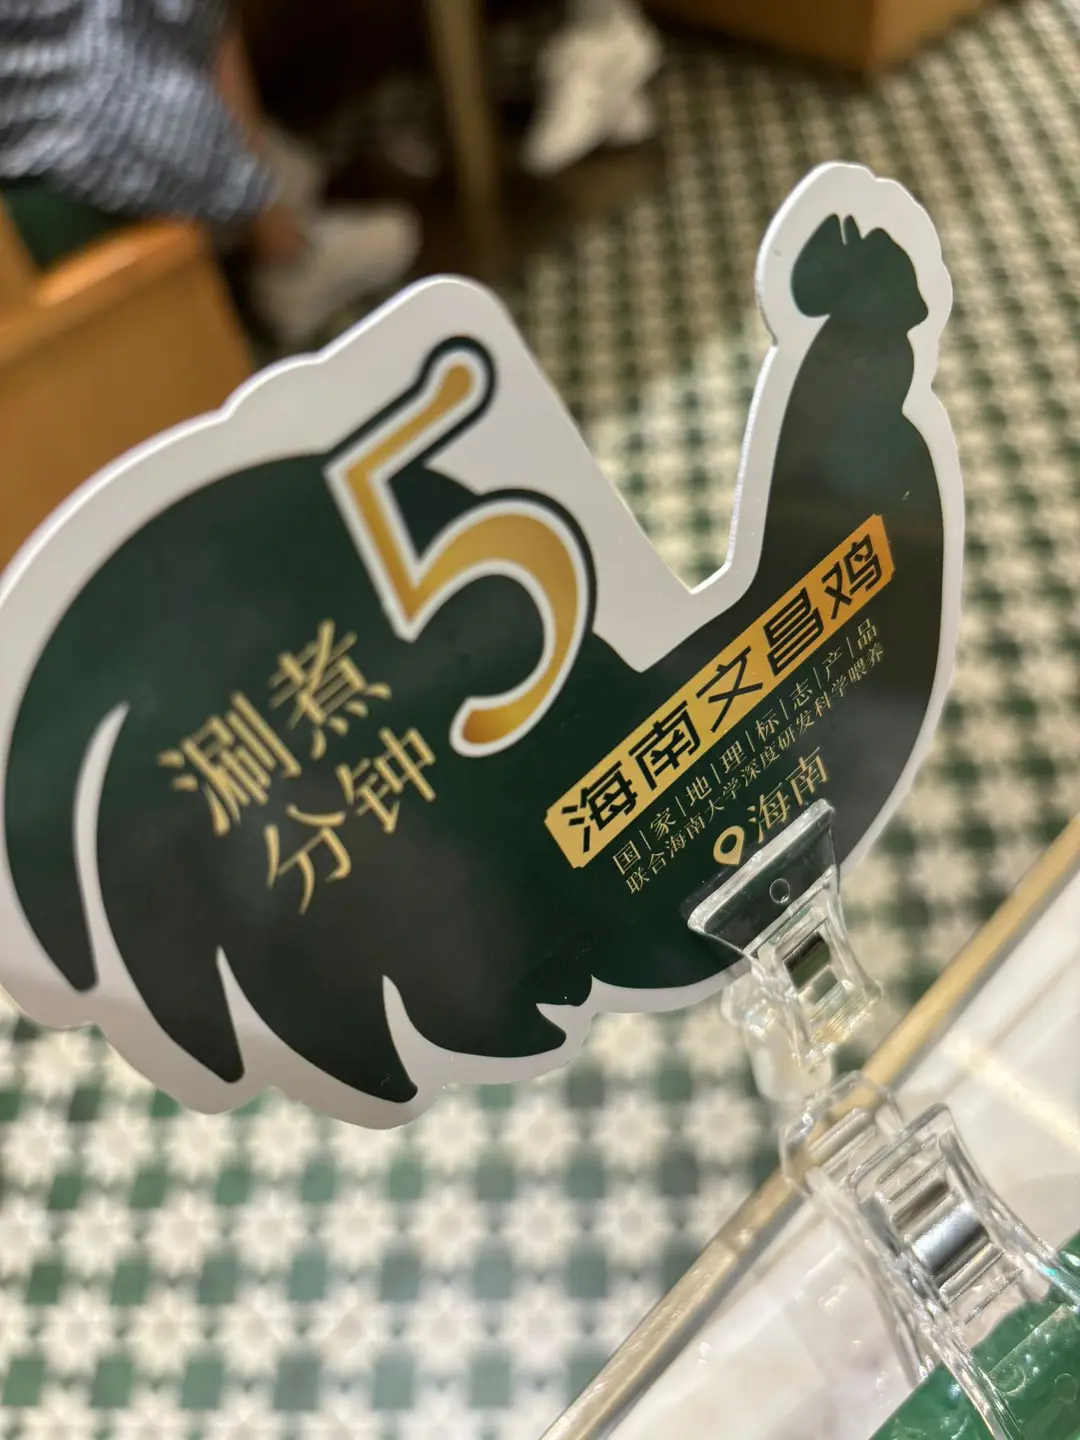 涮煮5
分钟
海南文昌鸡
国|家|地|理|标|志|产|品
联合海南大学深度研发科学喂养
海南